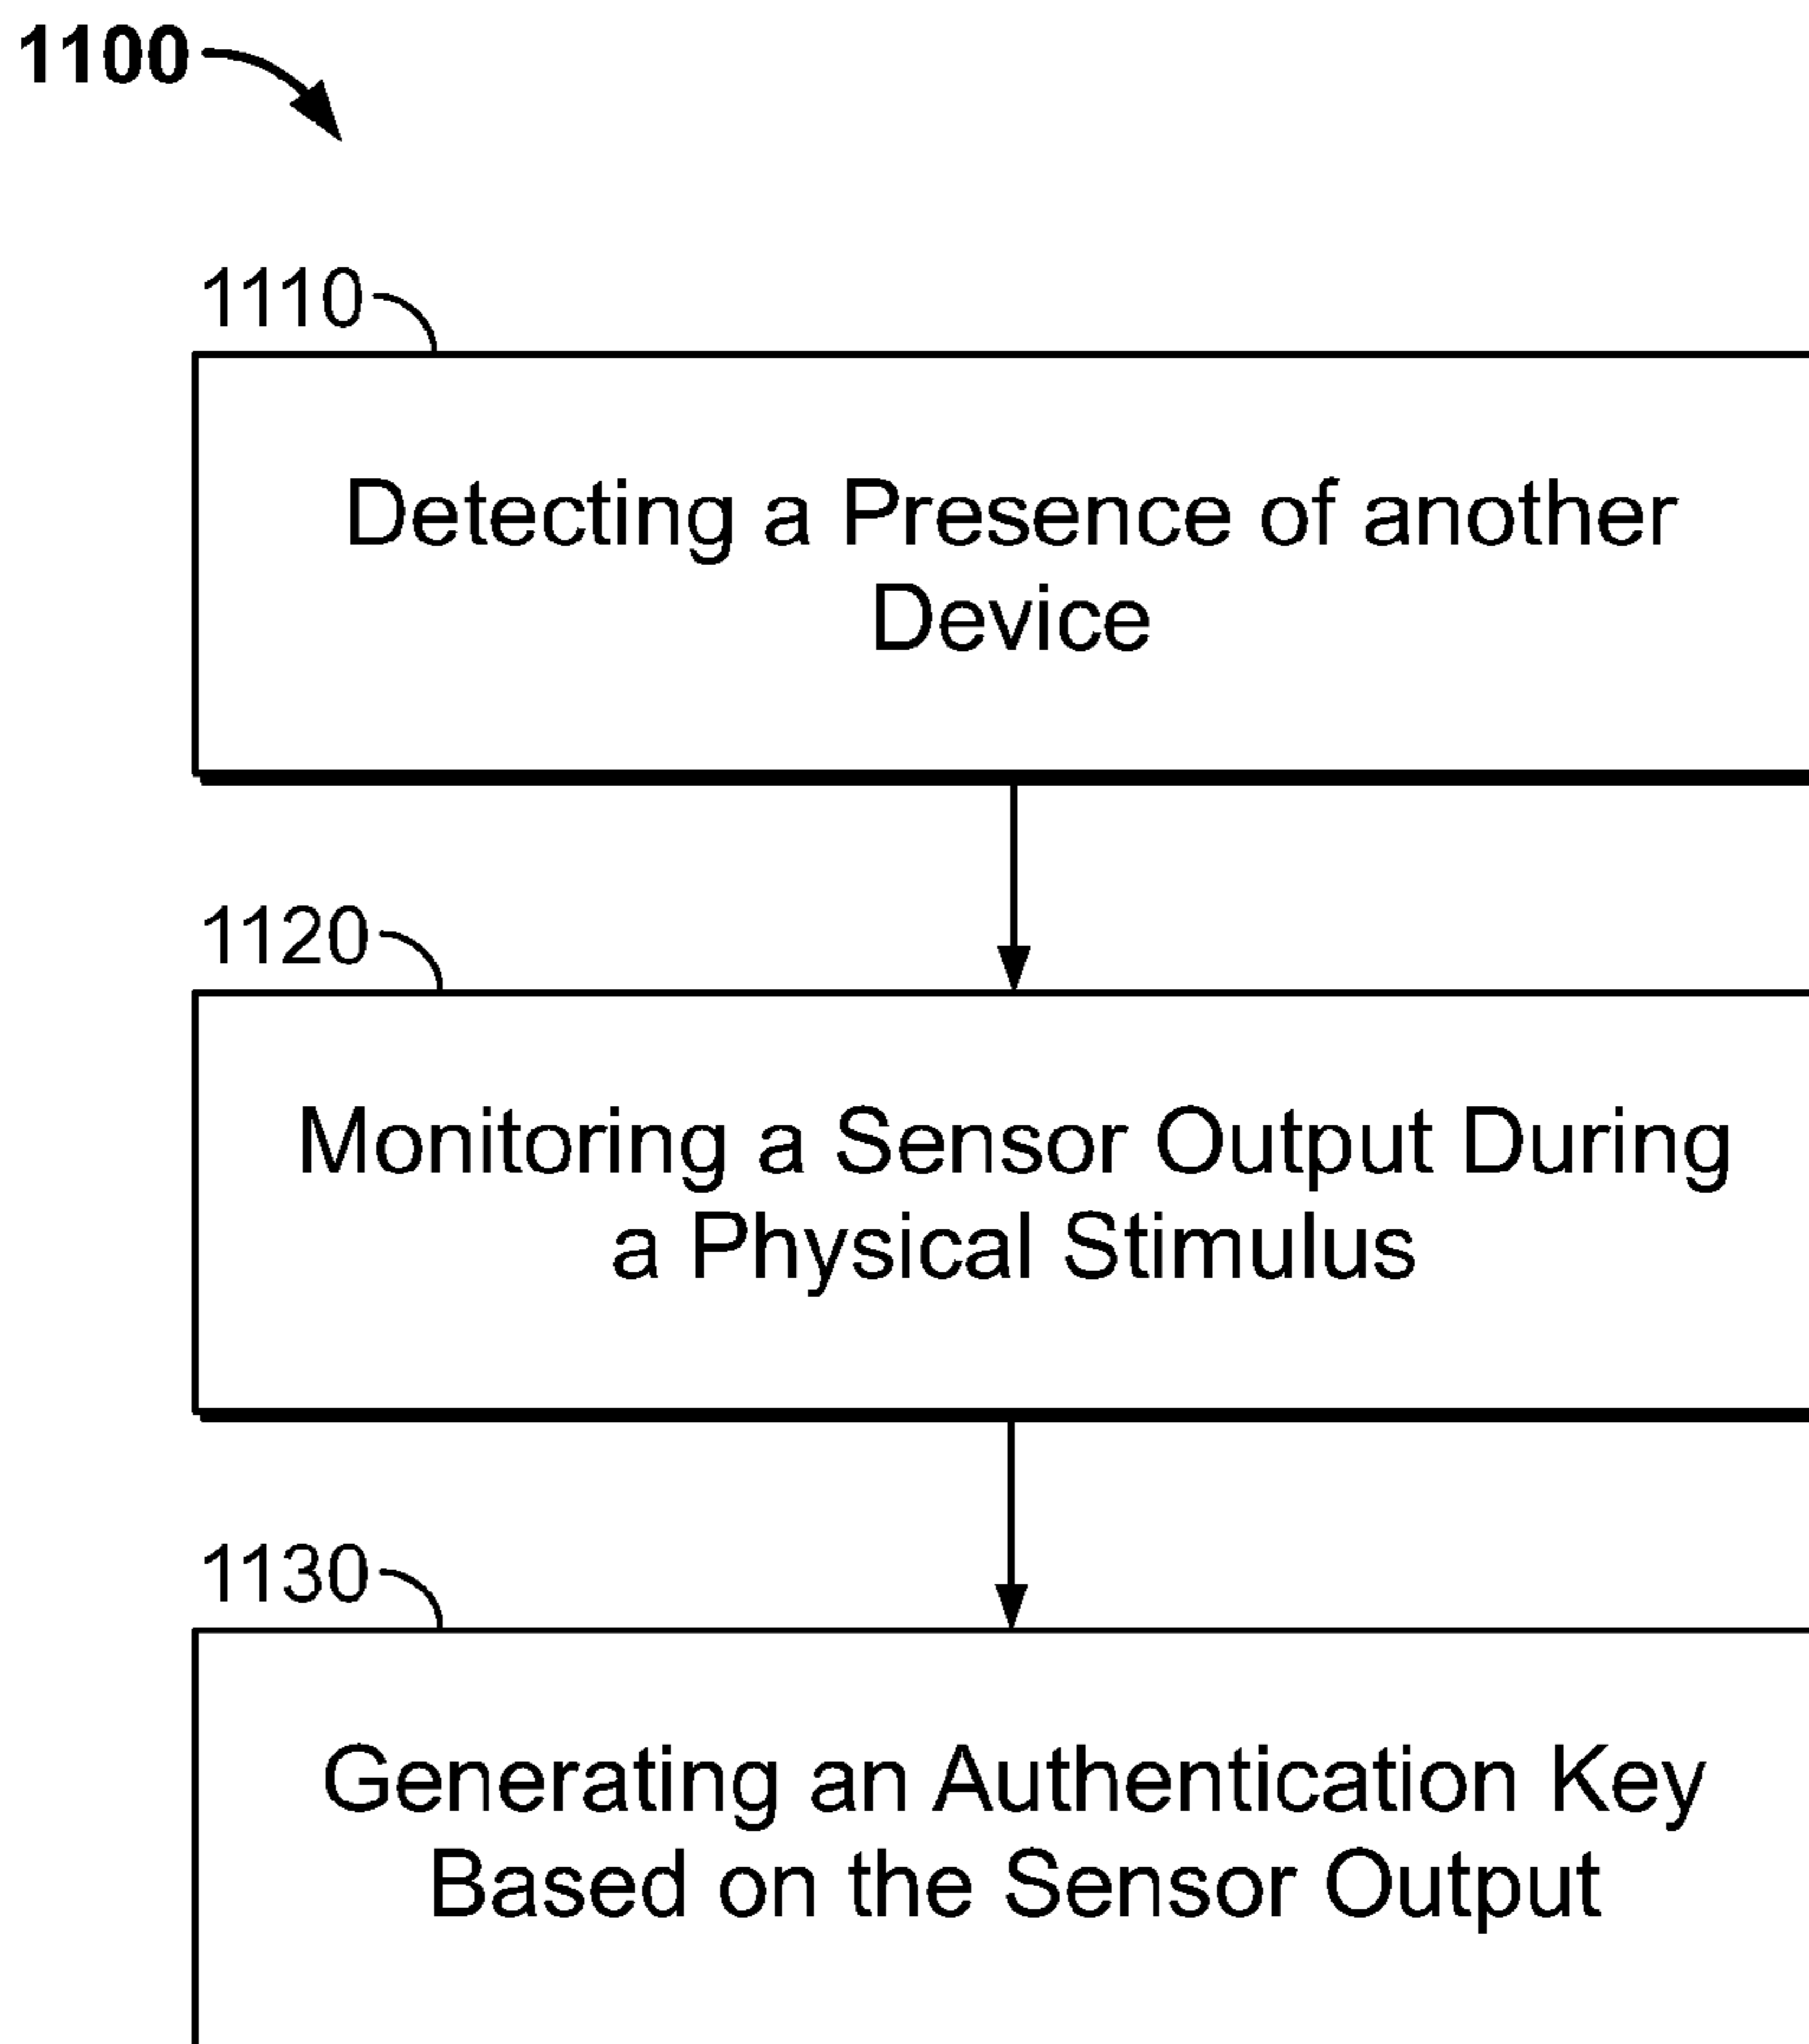 1100
1110
Detecting a Presence of another
Device
1120
Monitoring a Sensor Output During
a Physical Stimulus
1130
Generating an Authentication Key
Based on the Sensor Output